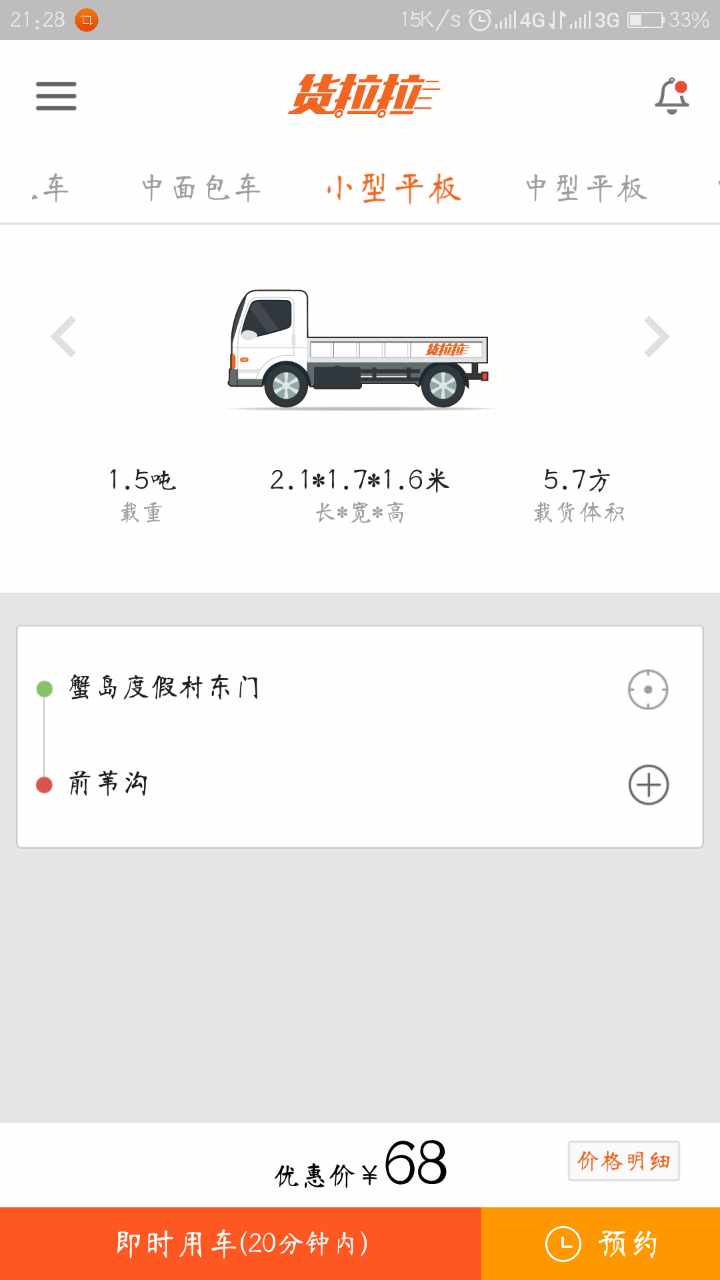 21:28 15K/s 4G 3G 33%
货拉拉
.车 中面包车 小型平板 中型平板
货拉拉
1.5吨 2.1*1.7*1.6米 5.7方
载重 长*宽*高 载货体积
蟹岛度假村东门
前苇沟
优惠价¥68 价格明细
即时用车(20分钟内) 预约